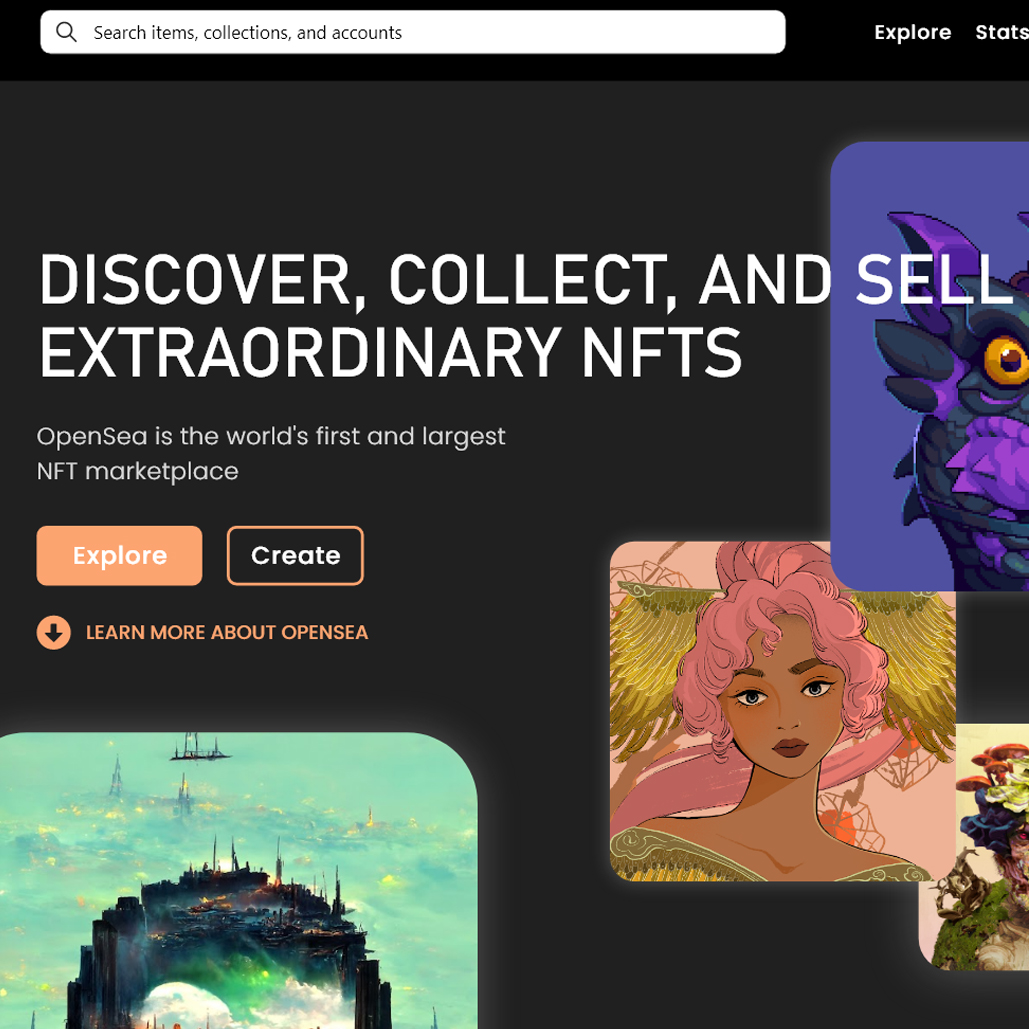 Search items, collections, and accounts
Explore Stats
DISCOVER, COLLECT, AND SELL
EXTRAORDINARY NFTS
OpenSea is the world's first and largest
NFT marketplace
Explore Create
LEARN MORE ABOUT OPENSEA